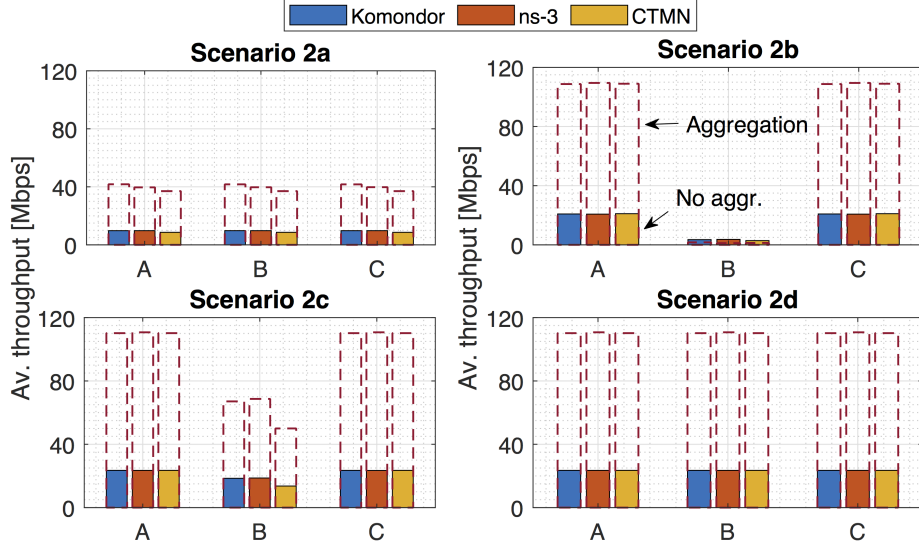 Komondor ns-3 CTMN
Scenario 2a
Av. throughput [Mbps]
120
80
40
0
A B C
Scenario 2b
Av. throughput [Mbps]
120
80
40
0
Aggregation
No aggr.
A B C
Scenario 2c
120
80
40
0
A B C
Scenario 2d
120
80
40
0
A B C